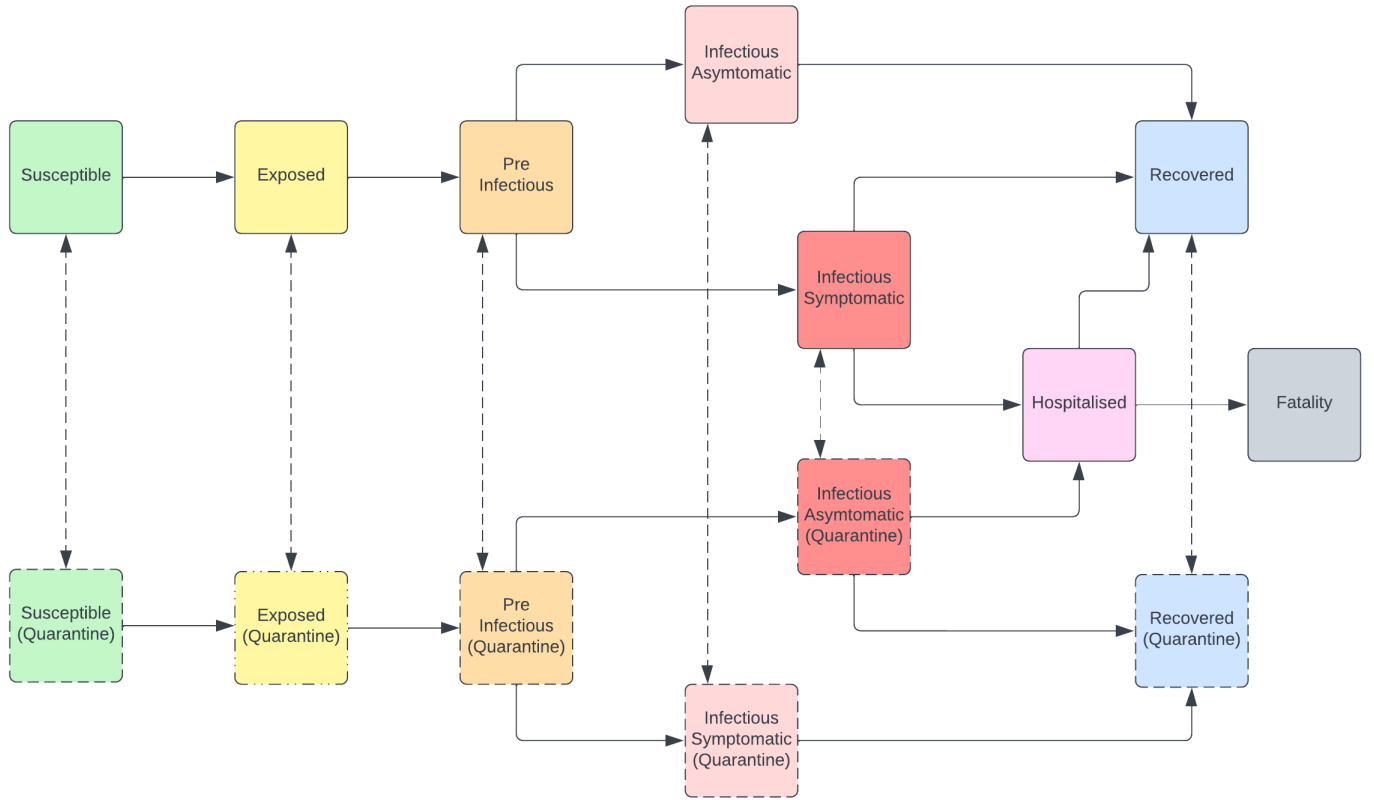 Infectious
Asymtomatic
Susceptible
Exposed
Pre
Infectious
Recovered
Infectious
Symptomatic
Hospitalised
Fatality
Infectious
Asymtomatic
(Quarantine)
Susceptible
(Quarantine)
Exposed
(Quarantine)
Pre
Infectious
(Quarantine)
Recovered
(Quarantine)
Infectious
Symptomatic
(Quarantine)